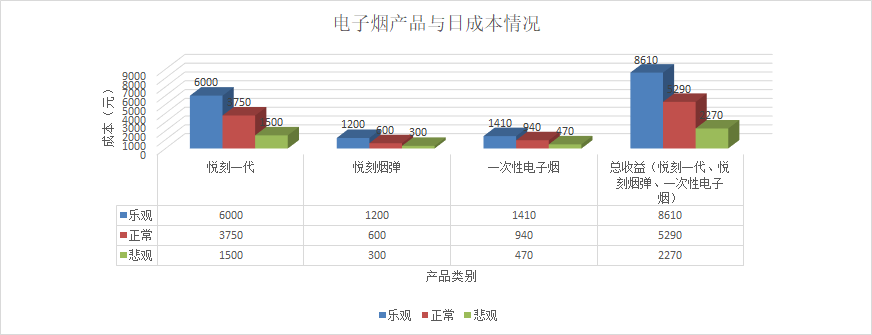 电子烟产品与日成本情况
成本（元）
9000
8000
7000
6000
5000
4000
3000
2000
1000
0
6000
3750
1500
1200
600
300
1410
940
470
8610
5290
2270
悦刻一代
悦刻烟弹
一次性电子烟
总收益（悦刻一代、悦
刻烟弹、一次性电子
烟）
乐观 6000 1200 1410 8610
正常 3750 600 940 5290
悲观 1500 300 470 2270
产品类别
乐观 正常 悲观